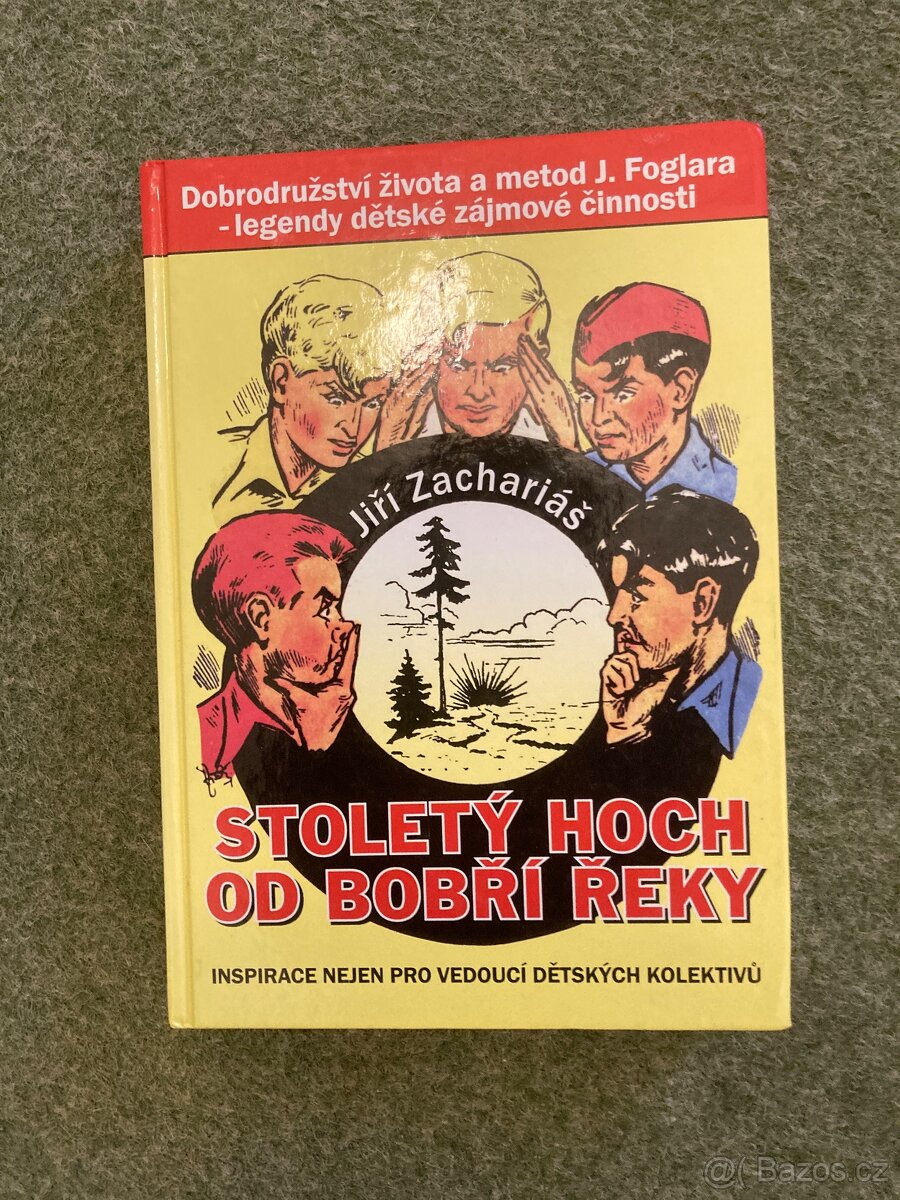 Dobrodružství života a metod J. Foglara
- legendy dětské zájmové činnosti
Jiří Zachariáš
STOLETÝ HOCH
OD BOBŘÍ ŘEKY
INSPIRACE NEJEN PRO VEDOUCÍ DĚTSKÝCH KOLEKTIVŮ
@( Bazos.cz